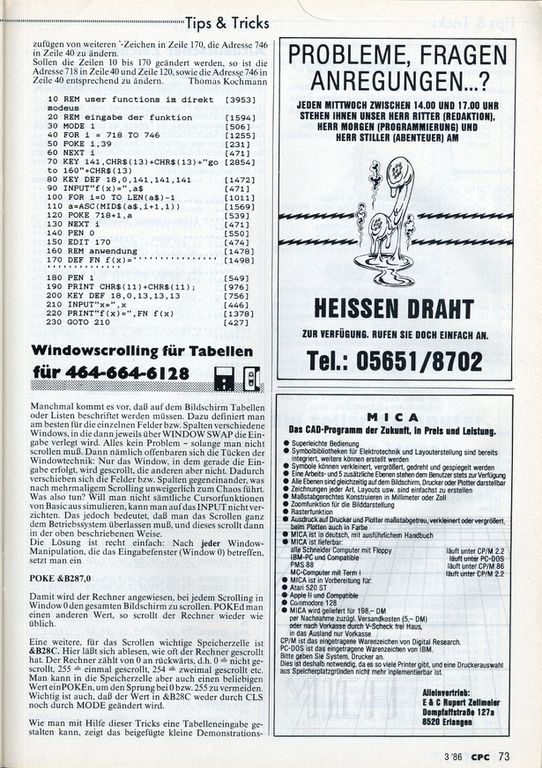 Tips & Tricks
zufügen von weiteren '-Zeichen in Zeile 170, die Adresse 746
in Zeile 40 zu ändern.
Sollen die Zeilen 10 bis 170 geändert werden, so ist die
Adresse 718 in Zeile 40 und Zeile 120, sowie die Adresse 746 in
Zeile 40 entsprechend zu ändern. Thomas Kochmann
10 REM user functions im direkt [3953]
modeus
20 REM eingabe der funktion [1594]
30 MODE 1 [506]
40 FOR i = 718 TO 746 [1255]
50 POKE i,39 [231]
60 NEXT i [471]
70 KEY 141,CHR$(13)+CHR$(13)+"go [2854]
to 160"+CHR$(13)
80 KEY DEF 18,0,141,141,141 [1472]
90 INPUT"f(x)=",a$ [471]
100 FOR i=0 TO LEN(a$)-1 [1011]
110 a=ASC(MID$(a$,i+1,1)) [1569]
120 POKE 718+i,a [539]
130 NEXT i [471]
140 PEN 0 [550]
150 EDIT 170 [474]
160 REM anwendung [1478]
170 DEF FN f(x)='''''''''''''''' [1498]
'''''''''''''
180 PEN 1 [549]
190 PRINT CHR$(11)+CHR$(11); [976]
200 KEY DEF 18,0,13,13,13 [756]
210 INPUT"x=",x [446]
220 PRINT"f(x)=",FN f(x) [1378]
230 GOTO 210 [427]
Windowscrolling für Tabellen
für 464-664-6128
Manchmal kommt es vor, daß auf dem Bildschirm Tabellen
oder Listen beschriftet werden müssen. Dazu definiert man
am besten für die einzelnen Felder bzw. Spalten verschiedene
Windows, in die dann jeweils über WINDOW SWAP die Ein-
gabe verlegt wird. Alles kein Problem – solange man nicht
scrollen muß. Dann nämlich offenbaren sich die Tücken der
Windowtechnik: Nur das Window, in dem gerade die Ein-
gabe erfolgt, wird gescrollt, die anderen aber nicht. Dadurch
verschieben sich die Felder bzw. Spalten gegeneinander, was
nach mehrmaligem Scrollung unweigerlich zum Chaos führt.
Was also tun? Will man nicht sämtliche Cursorfunktionen
von Basic aus simulieren, kann man auf das INPUT nicht ver-
zichten. Das jedoch bedeutet, daß man das Scrollen ganz
dem Betriebssystem überlassen muß, und dieses scrollt dann
in der oben beschriebenen Weise.
Die Lösung ist recht einfach: Nach jeder Window-
Manipulation, die das Eingabefenster (Window 0) betreffen,
setzt man ein
POKE &B287,0
Damit wird der Rechner angewiesen, bei jedem Scrolling in
Window 0 den gesamten Bildschirm zu scrollen. POKEd man
einen anderen Wert, so scrollt der Rechner wieder wie
üblich.
Eine weitere, für das Scrollen wichtige Speicherzelle ist
&B28C. Hier läßt sich ablesen, wie oft der Rechner gescrollt
hat. Der Rechner zählt von 0 an rückwärts, d.h. 0 ≙ nicht ge-
scrollt, 255 ≙ einmal gescrollt, 254 ≙ zweimal gescrollt etc.
Man kann in die Speicherzelle aber auch einen beliebigen
Wert einPOKEn, um den Sprung bei 0 bzw. 255 zu vermeiden.
Wichtig ist auch, daß der Wert in &B28C weder durch CLS
noch durch MODE geändert wird.
Wie man mit Hilfe dieser Tricks eine Tabelleneingabe ge-
stalten kann, zeigt das beigefügte kleine Demonstrations-
PROBLEME, FRAGEN
ANREGUNGEN...?
JEDEN MITTWOCH ZWISCHEN 14.00 UND 17.00 UHR
STEHEN IHNEN UNSER HERR RITTER (REDAKTION),
HERR MORGEN (PROGRAMMIERUNG) UND
HERR STILLER (ABENTEUER) AM
HEISSEN DRAHT
ZUR VERFÜGUNG. RUFEN SIE DOCH EINFACH AN.
Tel.: 05651/8702
MICA
Das CAD-Programm der Zukunft, in Preis und Leistung.
● Superleichte Bedienung
● Symbolbibliotheken für Elektrotechnik und Layouterstellung sind bereits
integriert, weitere können erstellt werden
● Symbole können verkleinert, vergrößert, gedreht und gespiegelt werden
● Eine Arbeits- und 5 zusätzliche Ebenen stehen dem Benutzer stets zur Verfügung
● Alle Ebenen sind gleichzeitig auf dem Bildschirm, Drucker oder Plotter darstellbar
● Zeichnungen jeder Art, Layouts usw. sind einfachst zu erstellen
● Maßstabgerechtes Konstruieren in Millimeter oder Zoll
● Zoomfunktion für die Bilddarstellung
● Rasterfunktion
● Ausdruck auf Drucker und Plotter maßstabgetreu, verkleinert oder vergrößert,
beim Plotten auch in Farbe
● MICA ist in deutsch, mit ausführlichem Handbuch
● MICA ist lieferbar:
alle Schneider Computer mit Floppy läuft unter CP/M 2.2
IBM-PC und Compatible läuft unter PC-DOS
PMS 88 läuft unter CP/M 86
MC-Computer mit Term I läuft unter CP/M 2.2
● MICA ist in Vorbereitung für:
● Atari 520 ST
● Apple II und Compatible
● Commodore 128
● MICA wird geliefert für 198,– DM
per Nachnahme zuzügl. Versandkosten (5,– DM)
oder nach Vorkasse durch V-Scheck frei Haus,
in das Ausland nur Vorkasse
CP/M ist das eingetragene Warenzeichen von Digital Research.
PC-DOS ist das eingetragene Warenzeichen von IBM.
Bitte geben Sie System, Drucker an.
Dies ist deshalb notwendig, da es so viele Printer gibt, und eine Druckerauswahl
aus Speicherplatzgründen nicht mehr implementierbar ist.
Alleinvertrieb:
E & C Rupert Zellmeier
Dompfaffstraße 127a
8520 Erlangen
3 '86 CPC 73